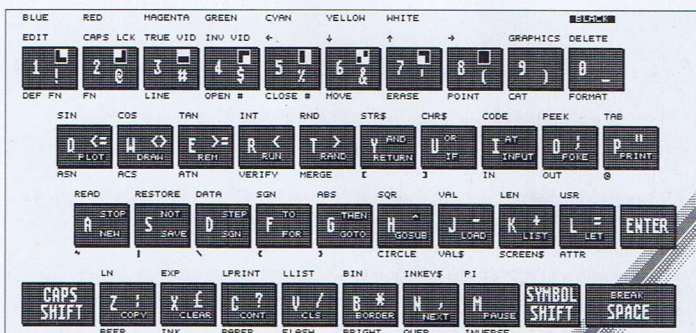 BLUE RED MAGENTA GREEN CYAN YELLOW WHITE BLACK
EDIT CAPS LCK TRUE VID INV VID ← ↓ ↑ → GRAPHICS DELETE
1 ! 2 @ 3 # 4 $ 5 % 6 & 7 ' 8 ( 9 ) 0 _
DEF FN FN LINE OPEN # CLOSE # MOVE ERASE POINT CAT FORMAT
SIN COS TAN INT RND STR$ CHR$ CODE PEEK TAB
Q <= W <> E >= R < T > Y AND U OR I AT O ; P "
PLOT DRAW REM RUN RAND RETURN IF INPUT POKE PRINT
ASN ACS ATN VERIFY MERGE [ ] IN OUT @
READ RESTORE DATA SGN ABS SQR VAL LEN USR
A STOP S NOT D STEP F TO G THEN H ^ J - K + L = ENTER
NEW SAVE SGN FOR GOTO GOSUB LOAD LIST LET
~ | \ { } CIRCLE VAL$ SCREEN$ ATTR
LN EXP LPRINT LLIST BIN INKEY$ PI
CAPS SHIFT Z : X £ C ? V / B * N , M SYMBOL SHIFT BREAK SPACE
COPY CLEAR CONT CLS BORDER NEXT PAUSE
BEEP INK PAPER FLASH BRIGHT OVER INVERSE